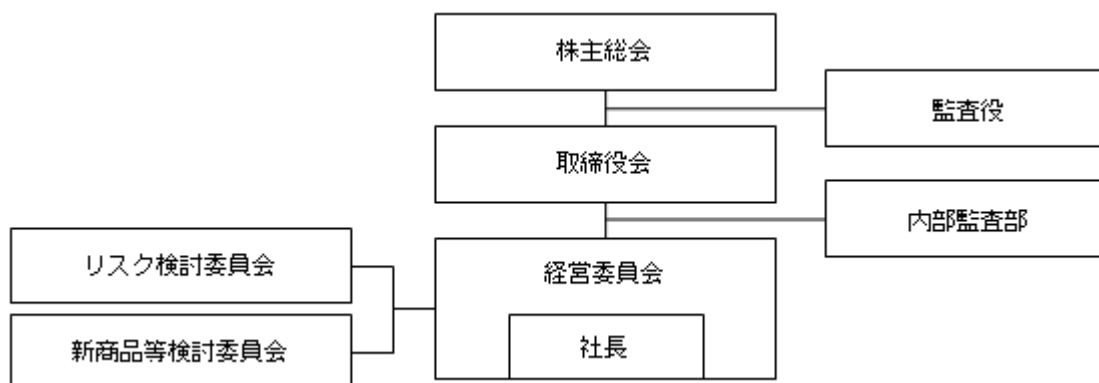 株主総会
監査役
取締役会
内部監査部
リスク検討委員会
経営委員会
新商品等検討委員会
社長